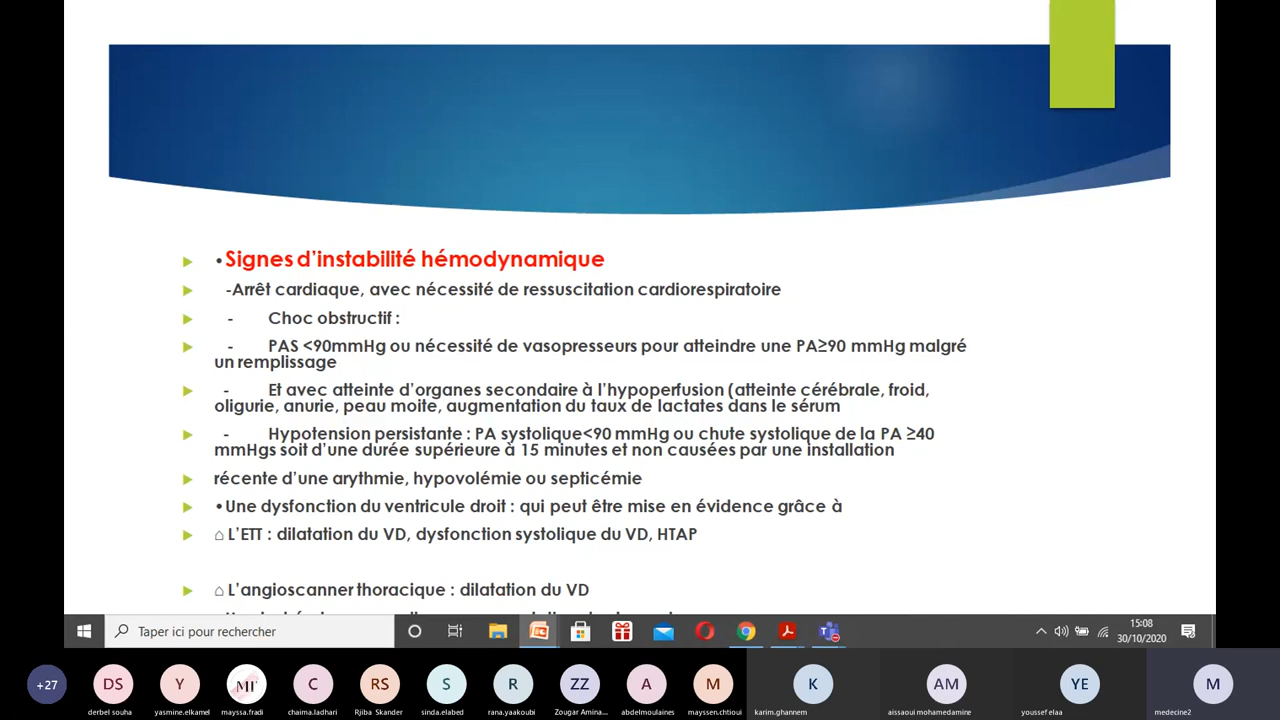 •Signes d’instabilité hémodynamique
-Arrêt cardiaque, avec nécessité de ressuscitation cardiorespiratoire
- Choc obstructif :
- PAS <90mmHg ou nécessité de vasopresseurs pour atteindre une PA≥90 mmHg malgré
un remplissage
- Et avec atteinte d’organes secondaire à l’hypoperfusion (atteinte cérébrale, froid,
oligurie, anurie, peau moite, augmentation du taux de lactates dans le sérum
- Hypotension persistante : PA systolique<90 mmHg ou chute systolique de la PA ≥40
mmHgs soit d’une durée supérieure à 15 minutes et non causées par une installation
récente d’une arythmie, hypovolémie ou septicémie
•Une dysfonction du ventricule droit : qui peut être mise en évidence grâce à
⌂ L’ETT : dilatation du VD, dysfonction systolique du VD, HTAP
⌂ L’angioscanner thoracique : dilatation du VD
Taper ici pour rechercher
15:08
30/10/2020
+27
DS
Y
MF
C
RS
S
R
ZZ
A
M
K
AM
YE
M
derbel souha
yasmine.elkamel
mayssa.fradi
chaima.ladhari
Rjiba Skander
sinda.elabed
rana.yaakoubi
Zougar Amina...
abdelmoulaines
mayssen.chtioui
karim.ghannem
aissaoui mohamedamine
youssef elaa
medecine2